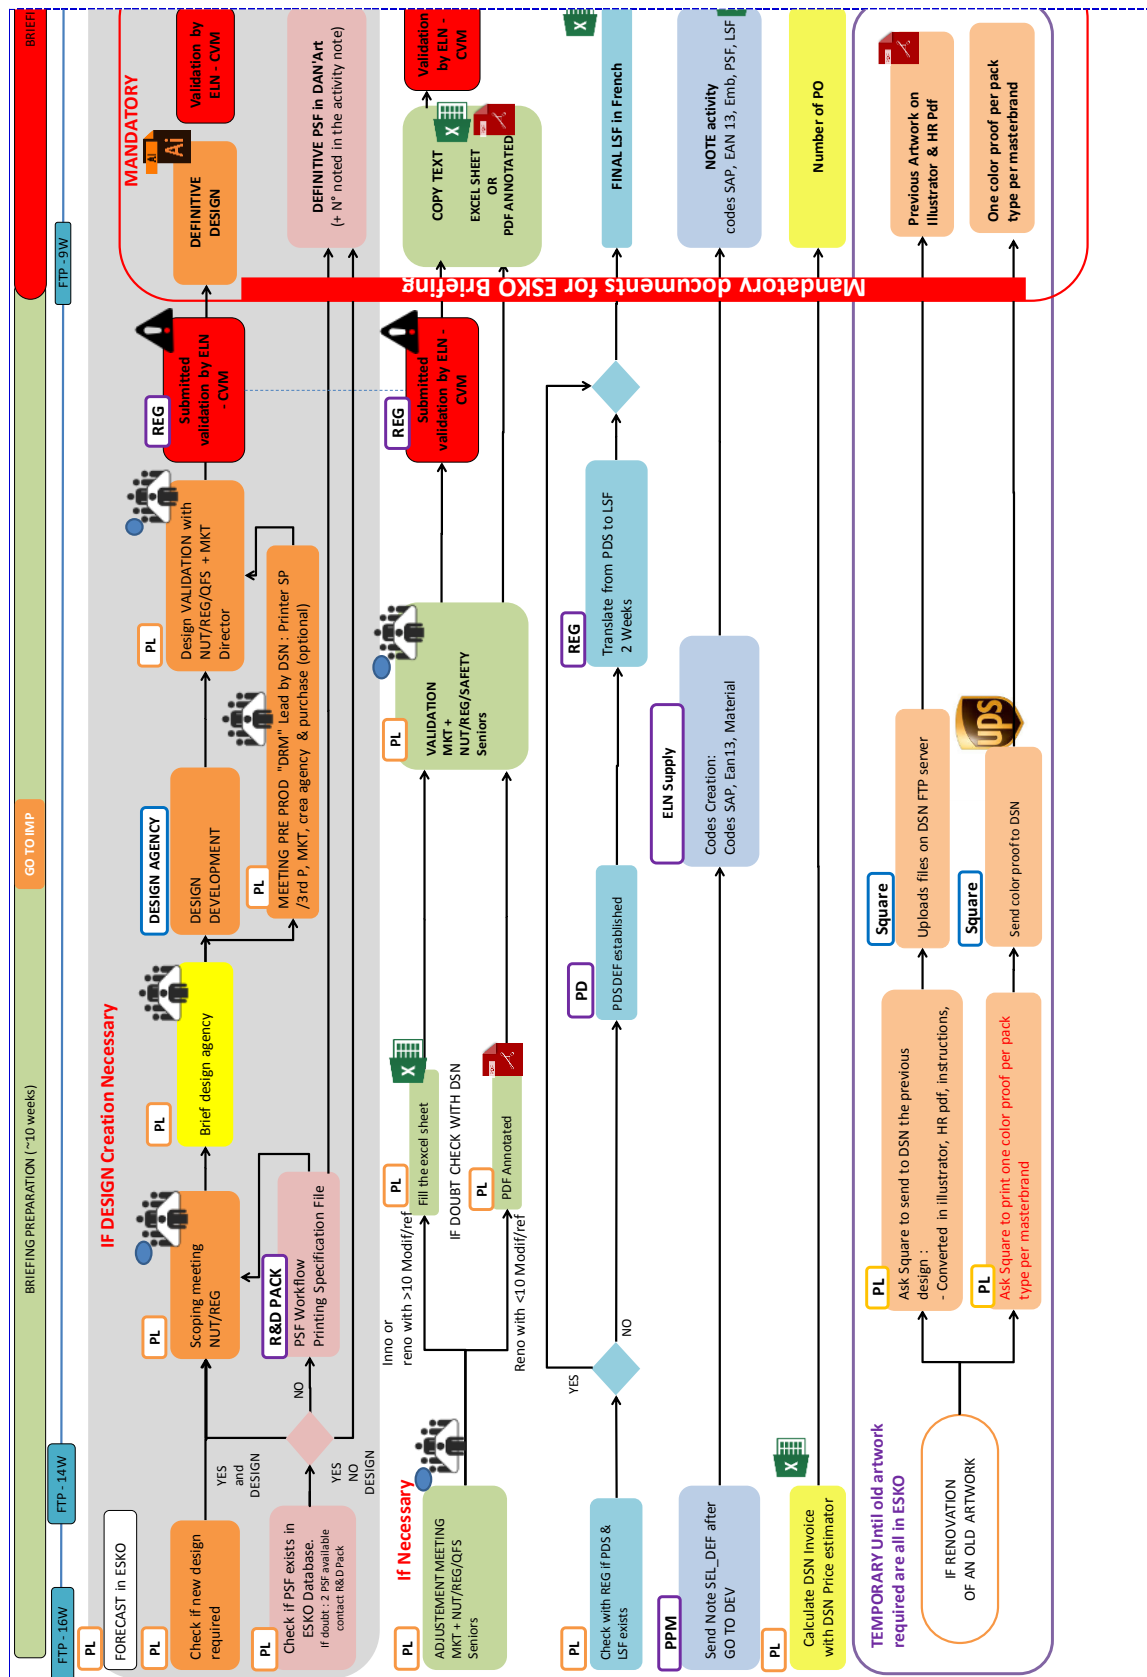 BRIEFING PREPARATION (~10 weeks)
GO TO IMP
BRIEFI
FTP - 16W
FTP - 14W
FTP - 9W
PL
FORECAST in ESKO
IF DESIGN Creation Necessary
MANDATORY
PL
Check if new design
required
YES
and
DESIGN
PL
Scoping meeting
NUT/REG
PL
Brief design agency
DESIGN AGENCY
DESIGN
DEVELOPMENT
PL
Design VALIDATION with
NUT/REG/QFS + MKT
Director
REG
Submitted
validation by ELN
- CVM
DEFINITIVE
DESIGN
Ai
Ai
Validation by
ELN - CVM
PL
MEETING PRE PROD "DRM" Lead by DSN : Printer SP
/3rd P, MKT, crea agency & purchase (optional)
PL
Check if PSF exists in
ESKO Database.
If doubt : 2 PSF available
contact R&D Pack
NO
YES
NO
DESIGN
R&D PACK
PSF Workflow
Printing Specification File
DEFINITIVE PSF in DAN'Art
(+ N° noted in the activity note)
If Necessary
PL
ADJUSTEMENT MEETING
MKT + NUT/REG/QFS
Seniors
Inno or
reno with >10 Modif/ref
PL
Fill the excel sheet
X
IF DOUBT CHECK WITH DSN
Reno with <10 Modif/ref
PL
PDF Annotated
PL
VALIDATION
MKT +
NUT/REG/SAFETY
Seniors
REG
Submitted
validation by ELN -
CVM
Mandatory documents for ESKO Briefing
COPY TEXT
EXCEL SHEET
OR
PDF ANNOTATED
X
Validation
by ELN -
CVM
PL
Check with REG if PDS &
LSF exists
YES
NO
PD
PDS DEF established
REG
Translate from PDS to LSF
2 Weeks
FINAL LSF in French
X
PPM
Send Note SEL_DEF after
GO TO DEV
ELN Supply
Codes Creation:
Codes SAP, Ean13, Material
NOTE activity
codes SAP, EAN 13, Emb, PSF, LSF
PL
Calculate DSN Invoice
with DSN Price estimator
X
Number of PO
TEMPORARY Until old artwork
required are all in ESKO
IF RENOVATION
OF AN OLD ARTWORK
PL
Ask Square to send to DSN the previous
design :
- Converted in illustrator, HR pdf, instructions,
Square
Uploads files on DSN FTP server
Previous Artwork on
Illustrator & HR Pdf
PL
Ask Square to print one color proof per pack
type per masterbrand
Square
Send color proof to DSN
ups
One color proof per pack
type per masterbrand